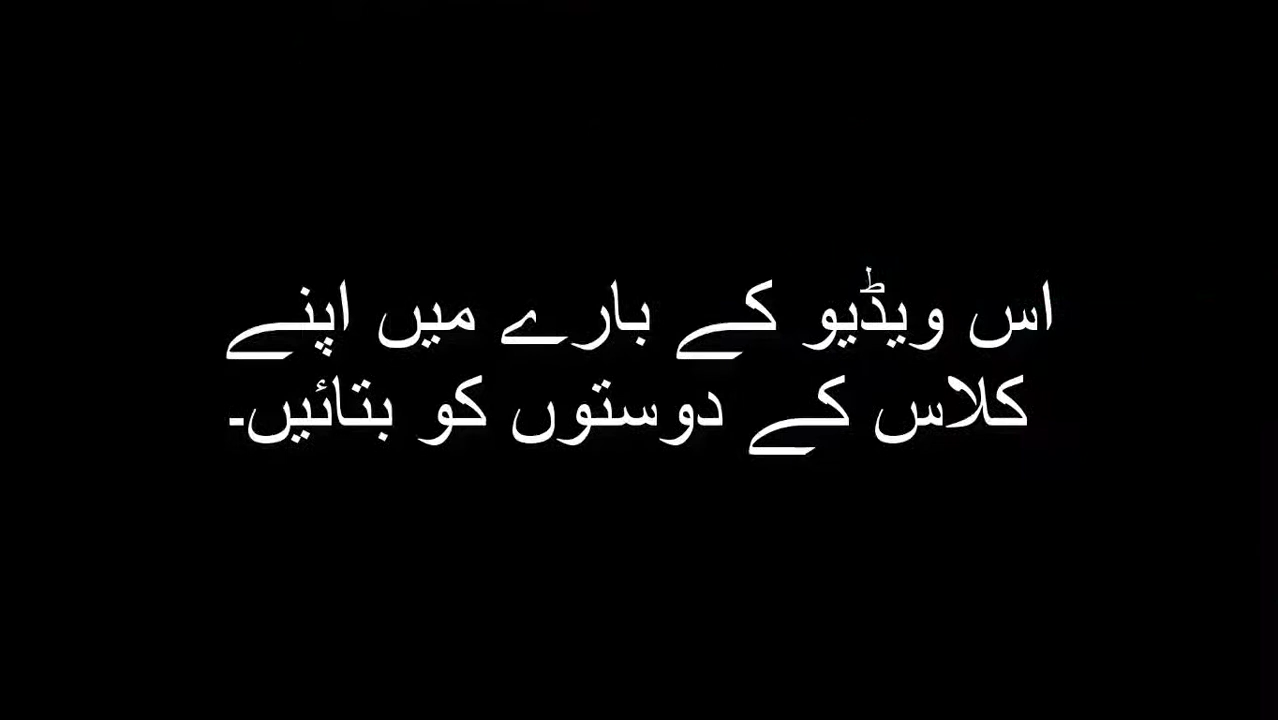 اس ویڈیو کے بارے میں اپنے
کلاس کے دوستوں کو بتائیں۔